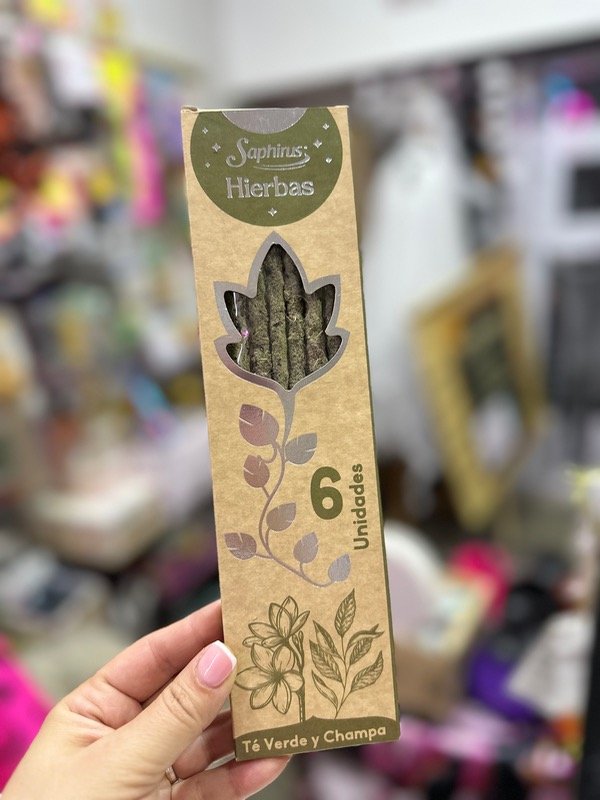 Saphirus
Hierbas
6
Unidades
Té Verde y Champa